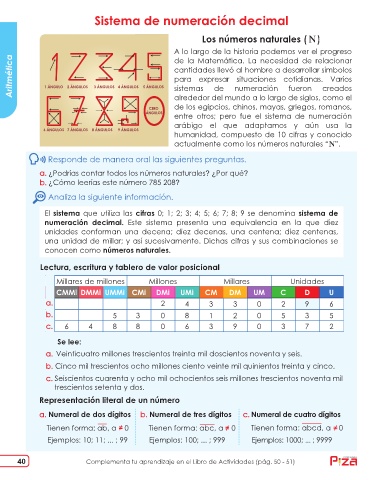 Sistema de numeración decimal
Aritmética
1 ÁNGULO 2 ÁNGULOS 3 ÁNGULOS 4 ÁNGULOS 5 ÁNGULOS
CERO
ÁNGULOS
6 ÁNGULOS 7 ÁNGULOS 8 ÁNGULOS 9 ÁNGULOS
Los números naturales (ℕ)
A lo largo de la historia podemos ver el progreso
de la Matemática. La necesidad de relacionar
cantidades llevó al hombre a desarrollar símbolos
para expresar situaciones cotidianas. Varios
sistemas de numeración fueron creados
alrededor del mundo a lo largo de siglos, como el
de los egipcios, chinos, mayas, griegos, romanos,
entre otros; pero fue el sistema de numeración
arábigo el que adaptamos y aún usa la
humanidad, compuesto de 10 cifras y conocido
actualmente como los números naturales "ℕ".
Responde de manera oral las siguientes preguntas.
a. ¿Podrías contar todos los números naturales? ¿Por qué?
b. ¿Cómo leerías este número 785 208?
Analiza la siguiente información.
El sistema que utiliza las cifras 0; 1; 2; 3; 4; 5; 6; 7; 8; 9 se denomina sistema de
numeración decimal. Este sistema presenta una equivalencia en la que diez
unidades conforman una decena; diez decenas, una centena; diez centenas,
una unidad de millar; y así sucesivamente. Dichas cifras y sus combinaciones se
conocen como números naturales.
Lectura, escritura y tablero de valor posicional
Millares de millones Millones Millares Unidades
CMMi DMMi UMMi CMi DMi UMi CM DM UM C D U
a. 2 4 3 3 0 2 9 6
b. 5 3 0 8 1 2 0 5 3 5
c. 6 4 8 8 0 6 3 9 0 3 7 2
Se lee:
a. Veinticuatro millones trescientos treinta mil doscientos noventa y seis.
b. Cinco mil trescientos ocho millones ciento veinte mil quinientos treinta y cinco.
c. Seiscientos cuarenta y ocho mil ochocientos seis millones trescientos noventa mil
trescientos setenta y dos.
Representación literal de un número
a. Numeral de dos dígitos b. Numeral de tres dígitos c. Numeral de cuatro dígitos
Tienen forma: ab, a ≠ 0 Tienen forma: abc, a ≠ 0 Tienen forma: abcd, a ≠ 0
Ejemplos: 10; 11; ... ; 99 Ejemplos: 100; ... ; 999 Ejemplos: 1000; ... ; 9999
40 Complementa tu aprendizaje en el Libro de Actividades (pág. 50 - 51)